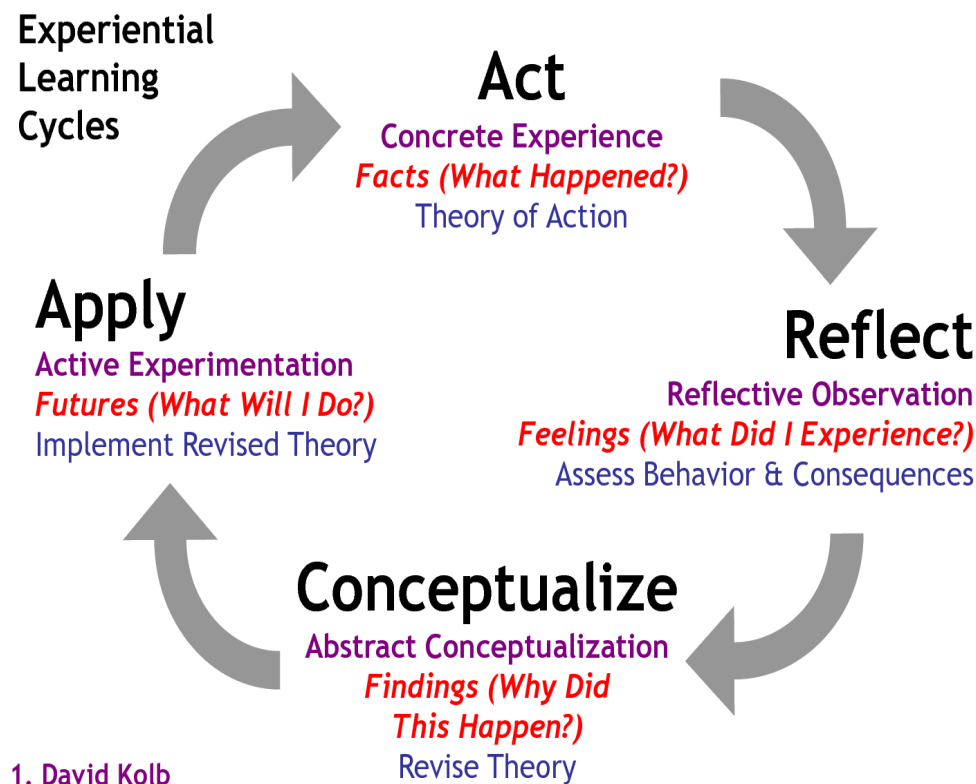 Experiential
Learning
Cycles
Act
Concrete Experience
Facts (What Happened?)
Theory of Action
Reflect
Reflective Observation
Feelings (What Did I Experience?)
Assess Behavior & Consequences
Conceptualize
Abstract Conceptualization
Findings (Why Did
This Happen?)
Revise Theory
Apply
Active Experimentation
Futures (What Will I Do?)
Implement Revised Theory
1. David Kolb